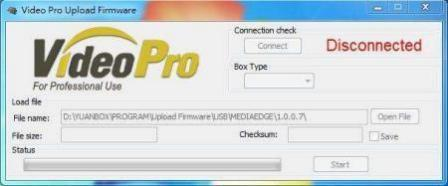 Video Pro Upload Firmware
VideoPro
For Professional Use
Connection check
Connect
Disconnected
Box Type
Load file
File name: D:\YUANBOX\PROGRAM\Upload Firmware\USB\MEDIAEDGE\1.0.0.7\ Open File
File size: Checksum: Save
Status
Start